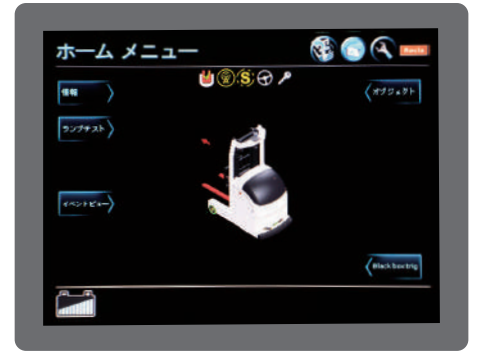 ホーム メニュー
Rocla
情報
オブジェクト
ランプテスト
S
イベントビュー
Black box trig